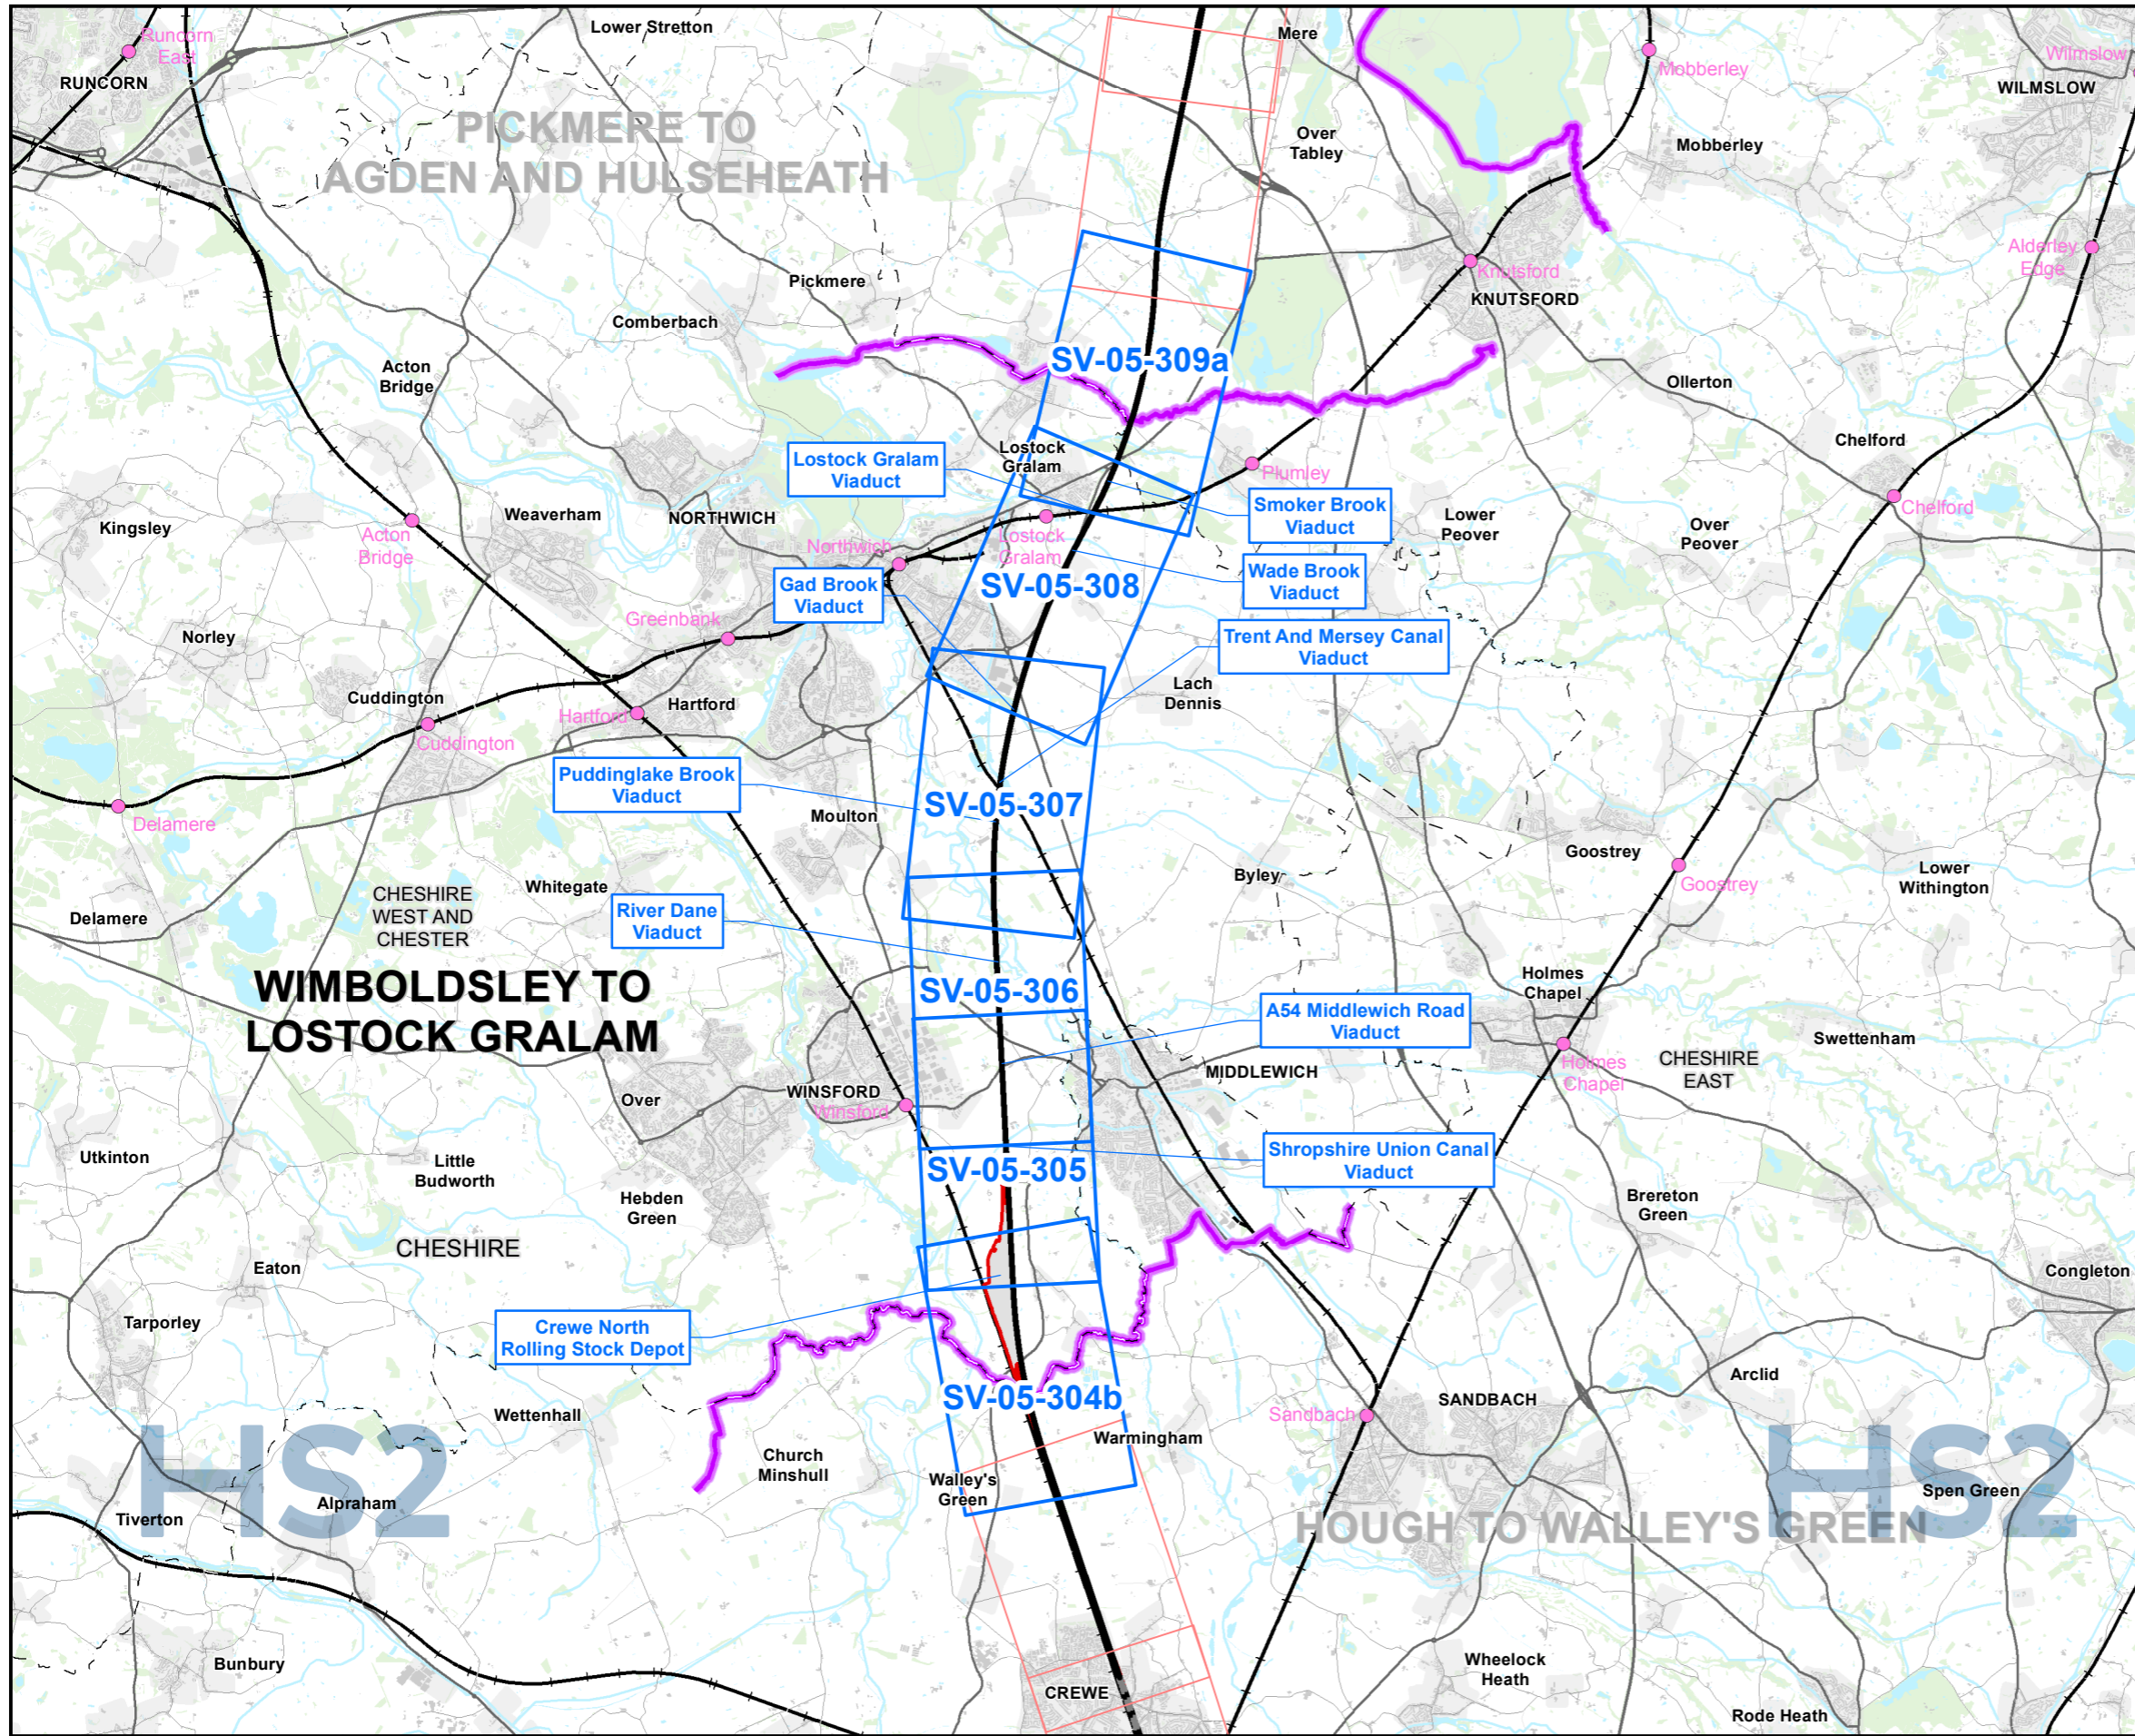 Lower Stretton
Mere
Runcorn
East
RUNCORN
Mobberley
Wilmslow
WILMSLOW
PICKMERE TO
AGDEN AND HULSEHEATH
Over
Tabley
Mobberley
Alderley
Edge
Knutsford
KNUTSFORD
Pickmere
Comberbach
SV-05-309a
Acton
Bridge
Ollerton
Chelford
Lostock
Gralam
Lostock Gralam
Viaduct
Plumley
Smoker Brook
Viaduct
Chelford
Kingsley
Weaverham
NORTHWICH
Acton
Bridge
Lower
Peover
Over
Peover
Northwich
Lostock
Gralam
Gad Brook
Viaduct
SV-05-308
Wade Brook
Viaduct
Greenbank
Norley
Trent And Mersey Canal
Viaduct
Lach
Dennis
Cuddington
Hartford
Hartford
Cuddington
Puddinglake Brook
Viaduct
SV-05-307
Moulton
Delamere
Goostrey
Goostrey
Byley
Lower
Withington
CHESHIRE
WEST AND
CHESTER
Whitegate
Delamere
River Dane
Viaduct
WIMBOLDSLEY TO
LOSTOCK GRALAM
SV-05-306
Holmes
Chapel
A54 Middlewich Road
Viaduct
Swettenham
Holmes
Chapel
CHESHIRE
EAST
MIDDLEWICH
WINSFORD
Winsford
Over
Utkinton
Little
Budworth
SV-05-305
Shropshire Union Canal
Viaduct
Hebden
Green
Brereton
Green
CHESHIRE
Eaton
Congleton
Tarporley
Crewe North
Rolling Stock Depot
Arclid
SV-05-304b
SANDBACH
Sandbach
Wettenhall
Warmingham
Church
Minshull
Walley's
Green
HS2
HS2
Alpraham
Tiverton
Spen Green
HOUGH TO WALLEY'S GREEN
Bunbury
Wheelock
Heath
CREWE
Rode Heath